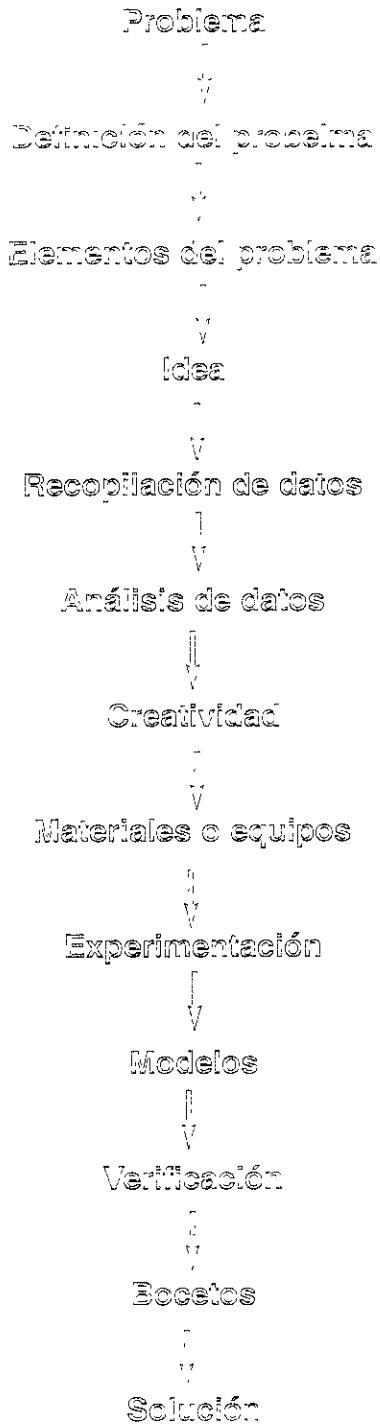 Problema
Definición del probelma
Elementos del problema
Idea
Recopilación de datos
Análisis de datos
Creatividad
Materiales o equipos
Experimentación
Modelos
Verificación
Bocetos
Solución